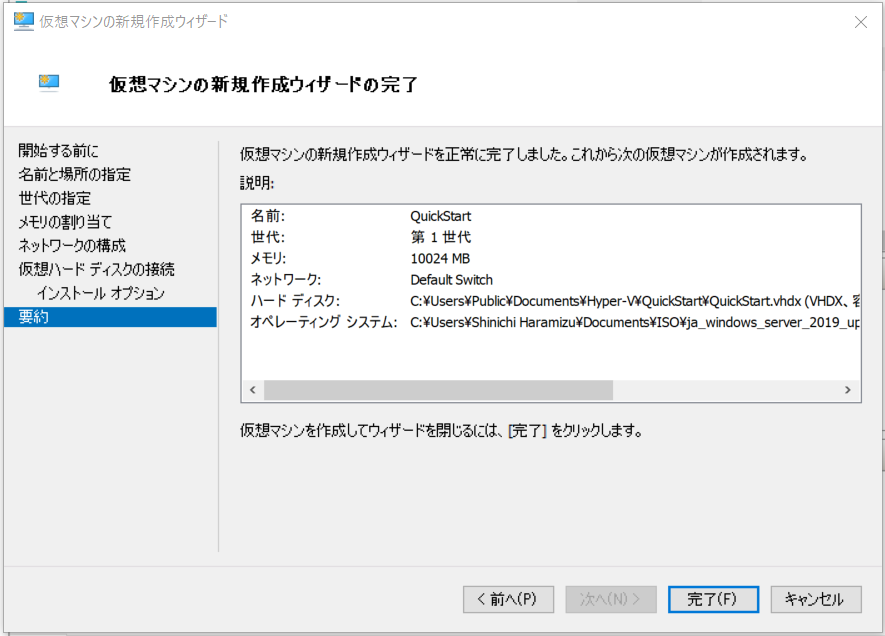 仮想マシンの新規作成ウィザード
仮想マシンの新規作成ウィザードの完了
開始する前に
名前と場所の指定
世代の指定
メモリの割り当て
ネットワークの構成
仮想ハード ディスクの接続
インストール オプション
要約
仮想マシンの新規作成ウィザードを正常に完了しました。これから次の仮想マシンが作成されます。
説明:
名前: QuickStart
世代: 第 1 世代
メモリ: 10024 MB
ネットワーク: Default Switch
ハード ディスク: C:¥Users¥Public¥Documents¥Hyper-V¥QuickStart¥QuickStart.vhdx (VHDX、容
オペレーティング システム: C:¥Users¥Shinichi Haramizu¥Documents¥ISO¥ja_windows_server_2019_up
仮想マシンを作成してウィザードを閉じるには、[完了] をクリックします。
< 前へ(P) 次へ(N) > 完了(F) キャンセル